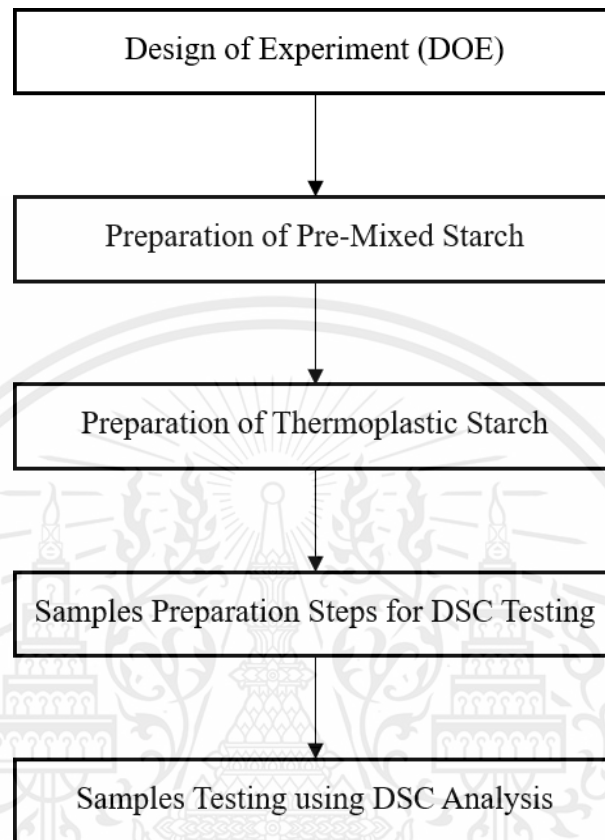 Design of Experiment (DOE)
Preparation of Pre-Mixed Starch
Preparation of Thermoplastic Starch
Samples Preparation Steps for DSC Testing
Samples Testing using DSC Analysis